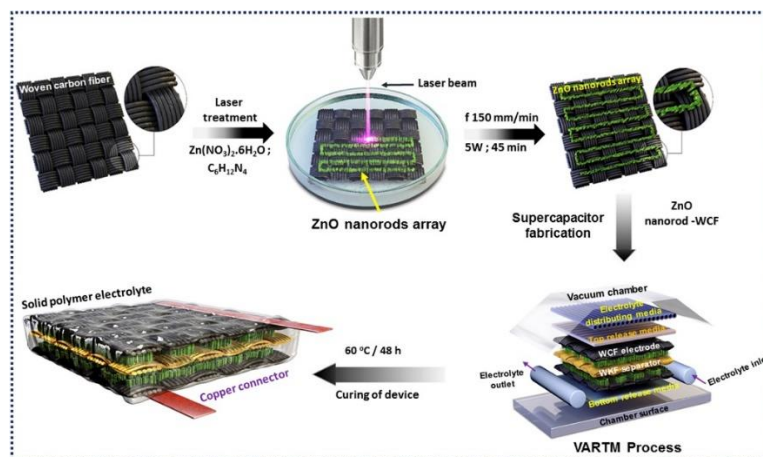 Woven carbon fiber
Laser
treatment
Zn(NO₃)₂.6H₂O ;
C₆H₁₂N₄
Laser beam
ZnO nanorods array
f 150 mm/min
5W ; 45 min
ZnO nanorods array
Supercapacitor
fabrication
ZnO
nanorod -WCF
Vacuum chamber
Electrolyte
distributing media
Top release media
WCF electrode
WKF separator
Electrolyte
outlet
Electrolyte inlet
Bottom release media
Chamber surface
VARTM Process
60 °C / 48 h
Curing of device
Solid polymer electrolyte
Copper connector